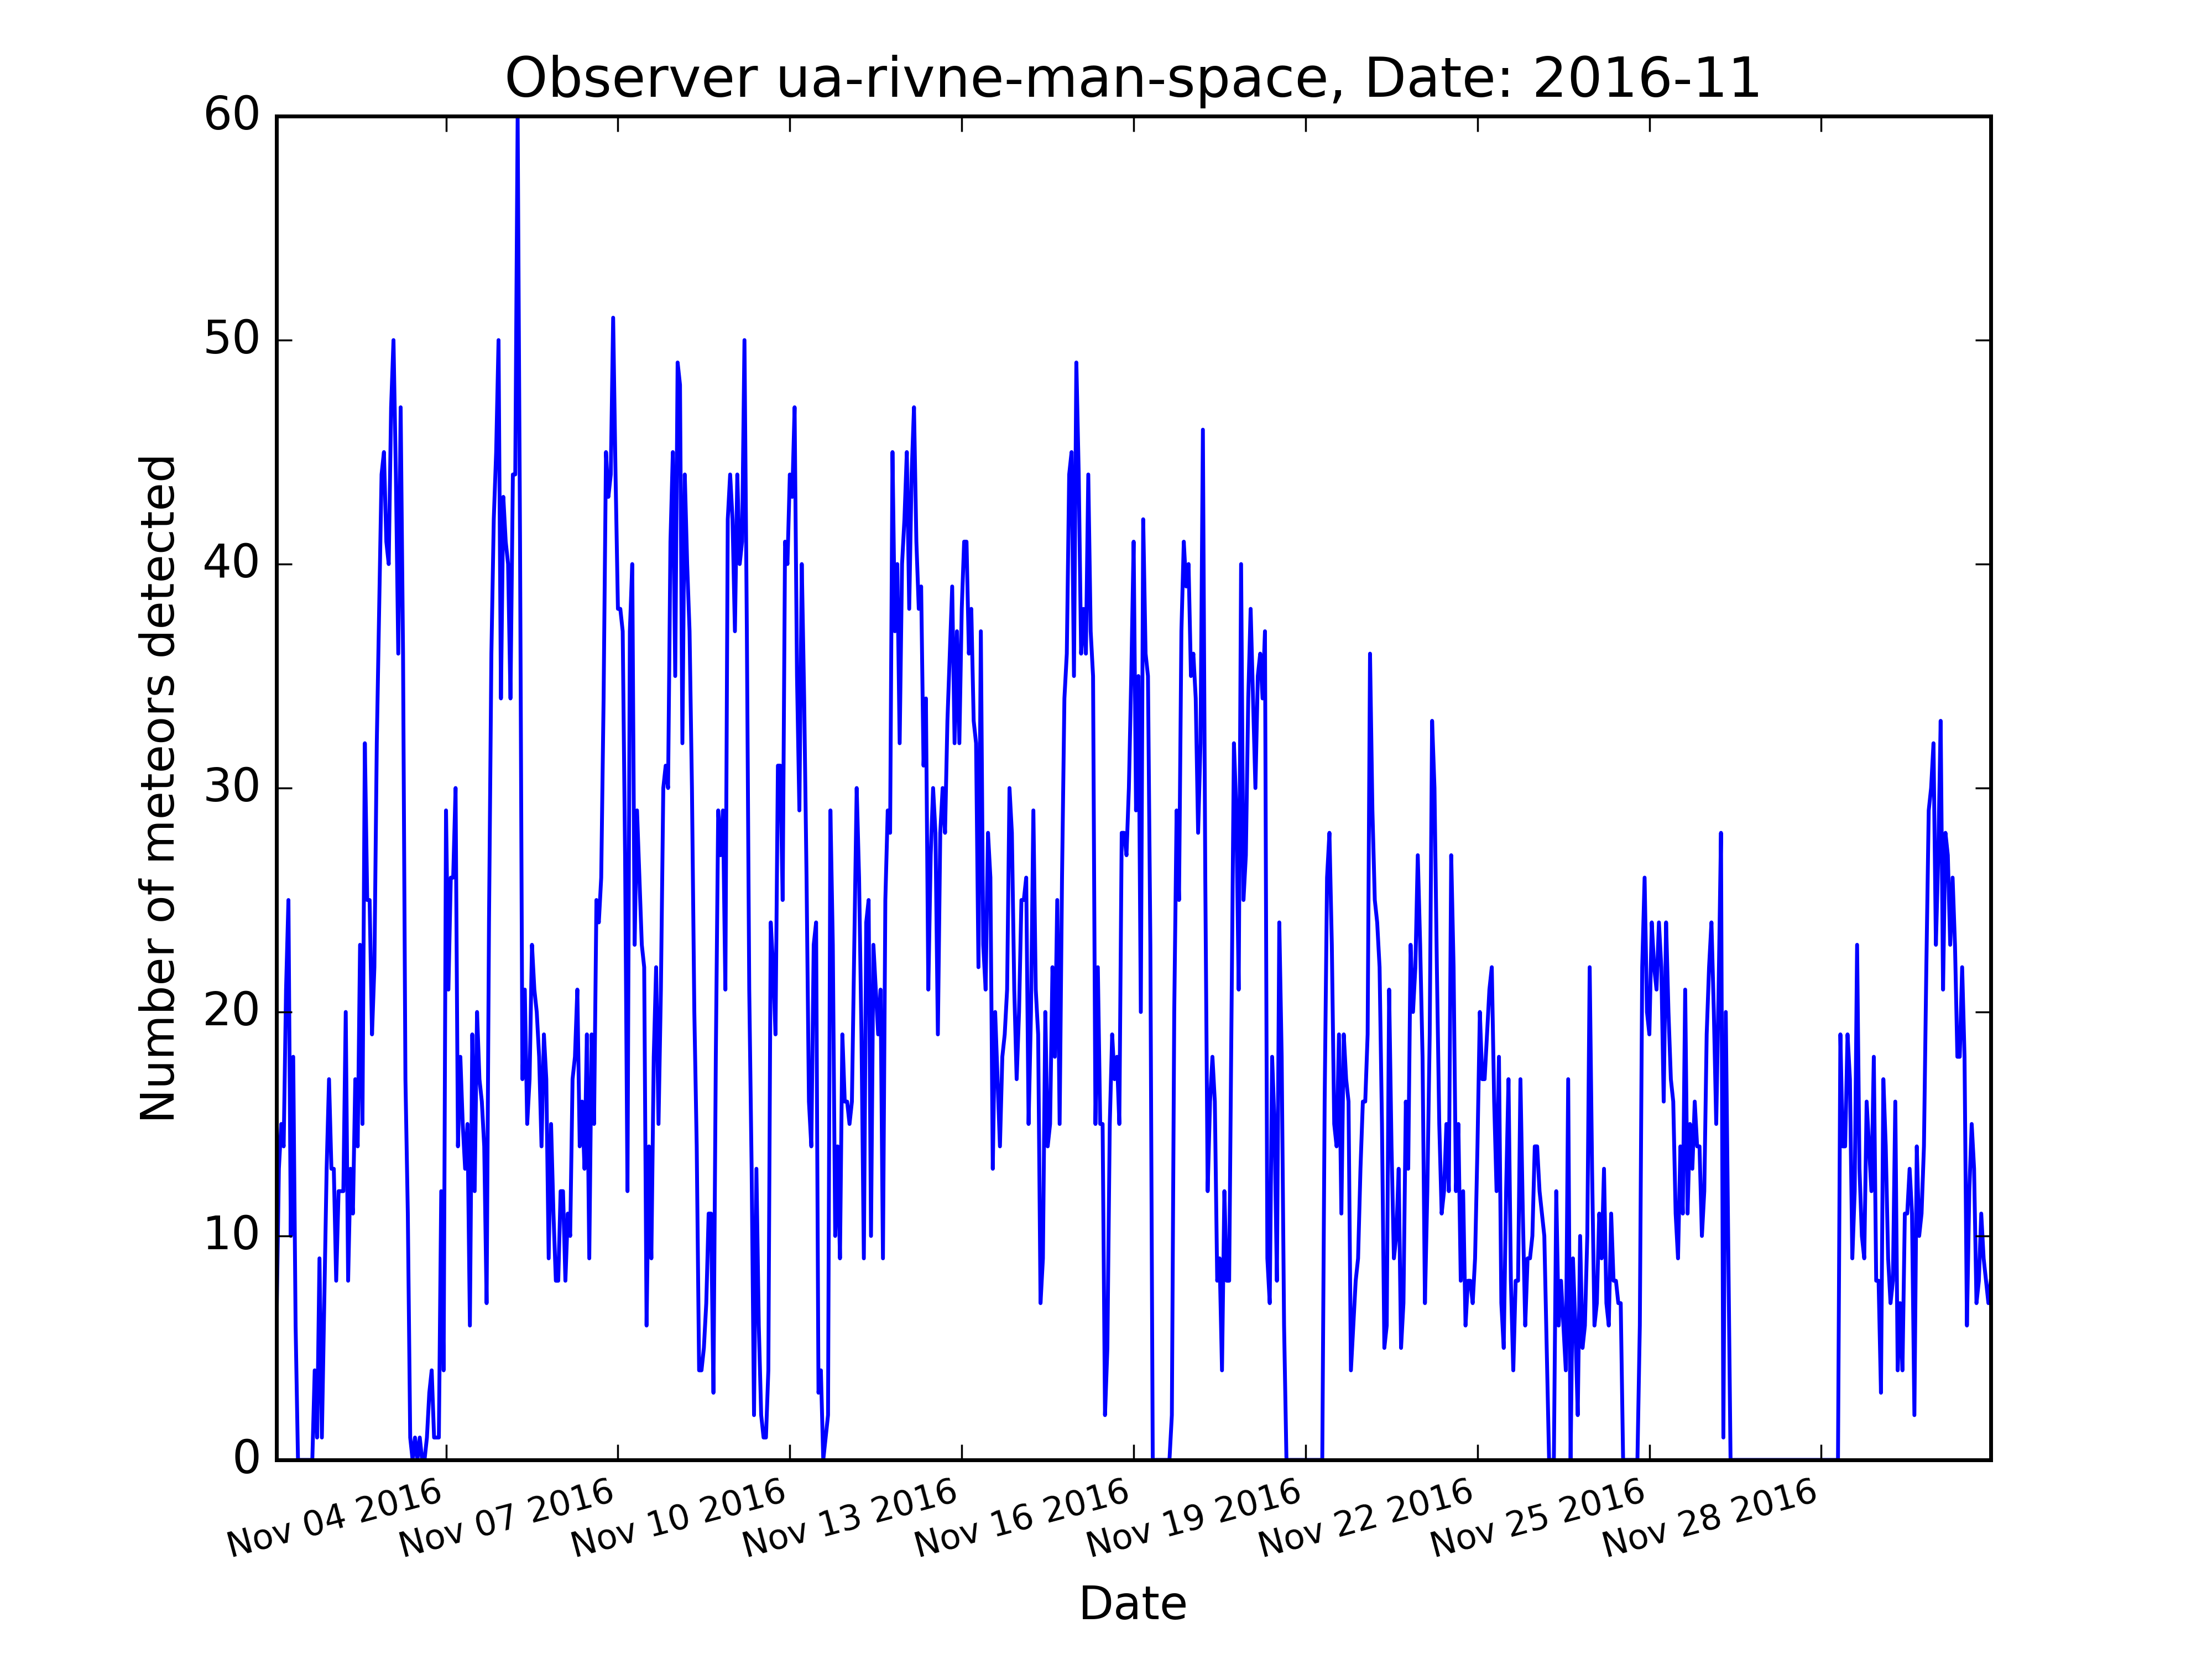 Observer ua-rivne-man-space, Date: 2016-11
60
50
40
30
20
10
0
Number of meteors detected
Nov 04 2016
Nov 07 2016
Nov 10 2016
Nov 13 2016
Nov 16 2016
Nov 19 2016
Nov 22 2016
Nov 25 2016
Nov 28 2016
Date